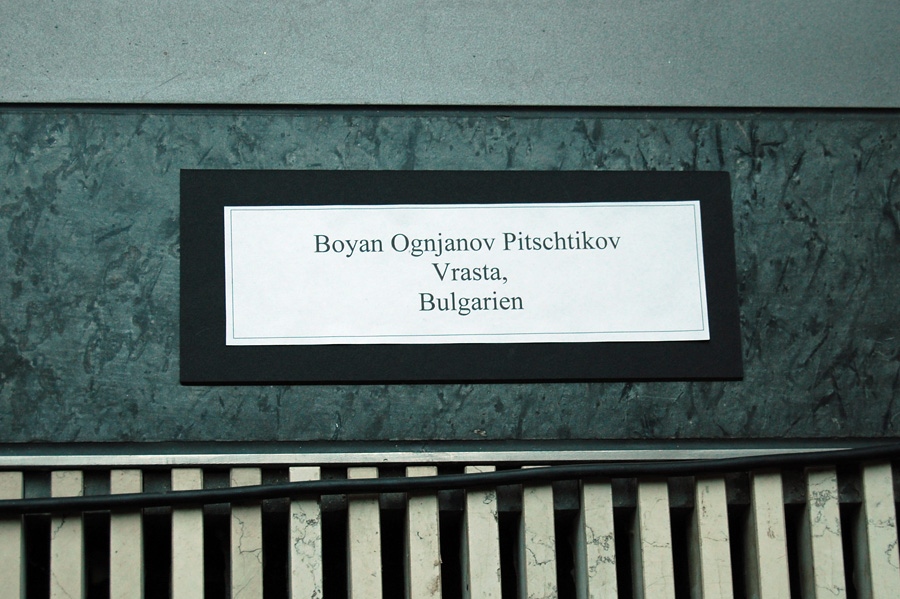 Boyan Ognjanov Pitschtikov
Vrasta,
Bulgarien